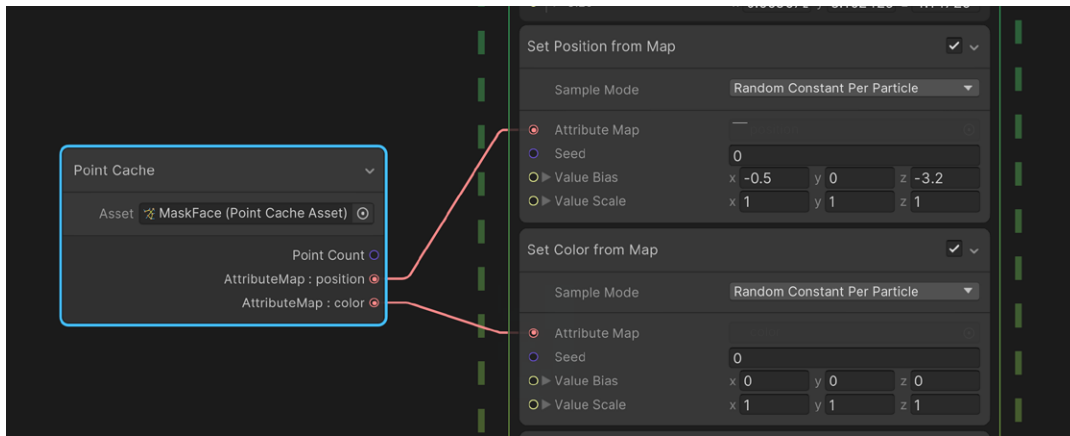 Set Position from Map
Sample Mode Random Constant Per Particle
Attribute Map
Seed 0
Value Bias x -0.5 y 0 z -3.2
Value Scale x 1 y 1 z 1
Point Cache
Asset MaskFace (Point Cache Asset)
Point Count
AttributeMap : position
AttributeMap : color
Set Color from Map
Sample Mode Random Constant Per Particle
Attribute Map
Seed 0
Value Bias x 0 y 0 z 0
Value Scale x 1 y 1 z 1